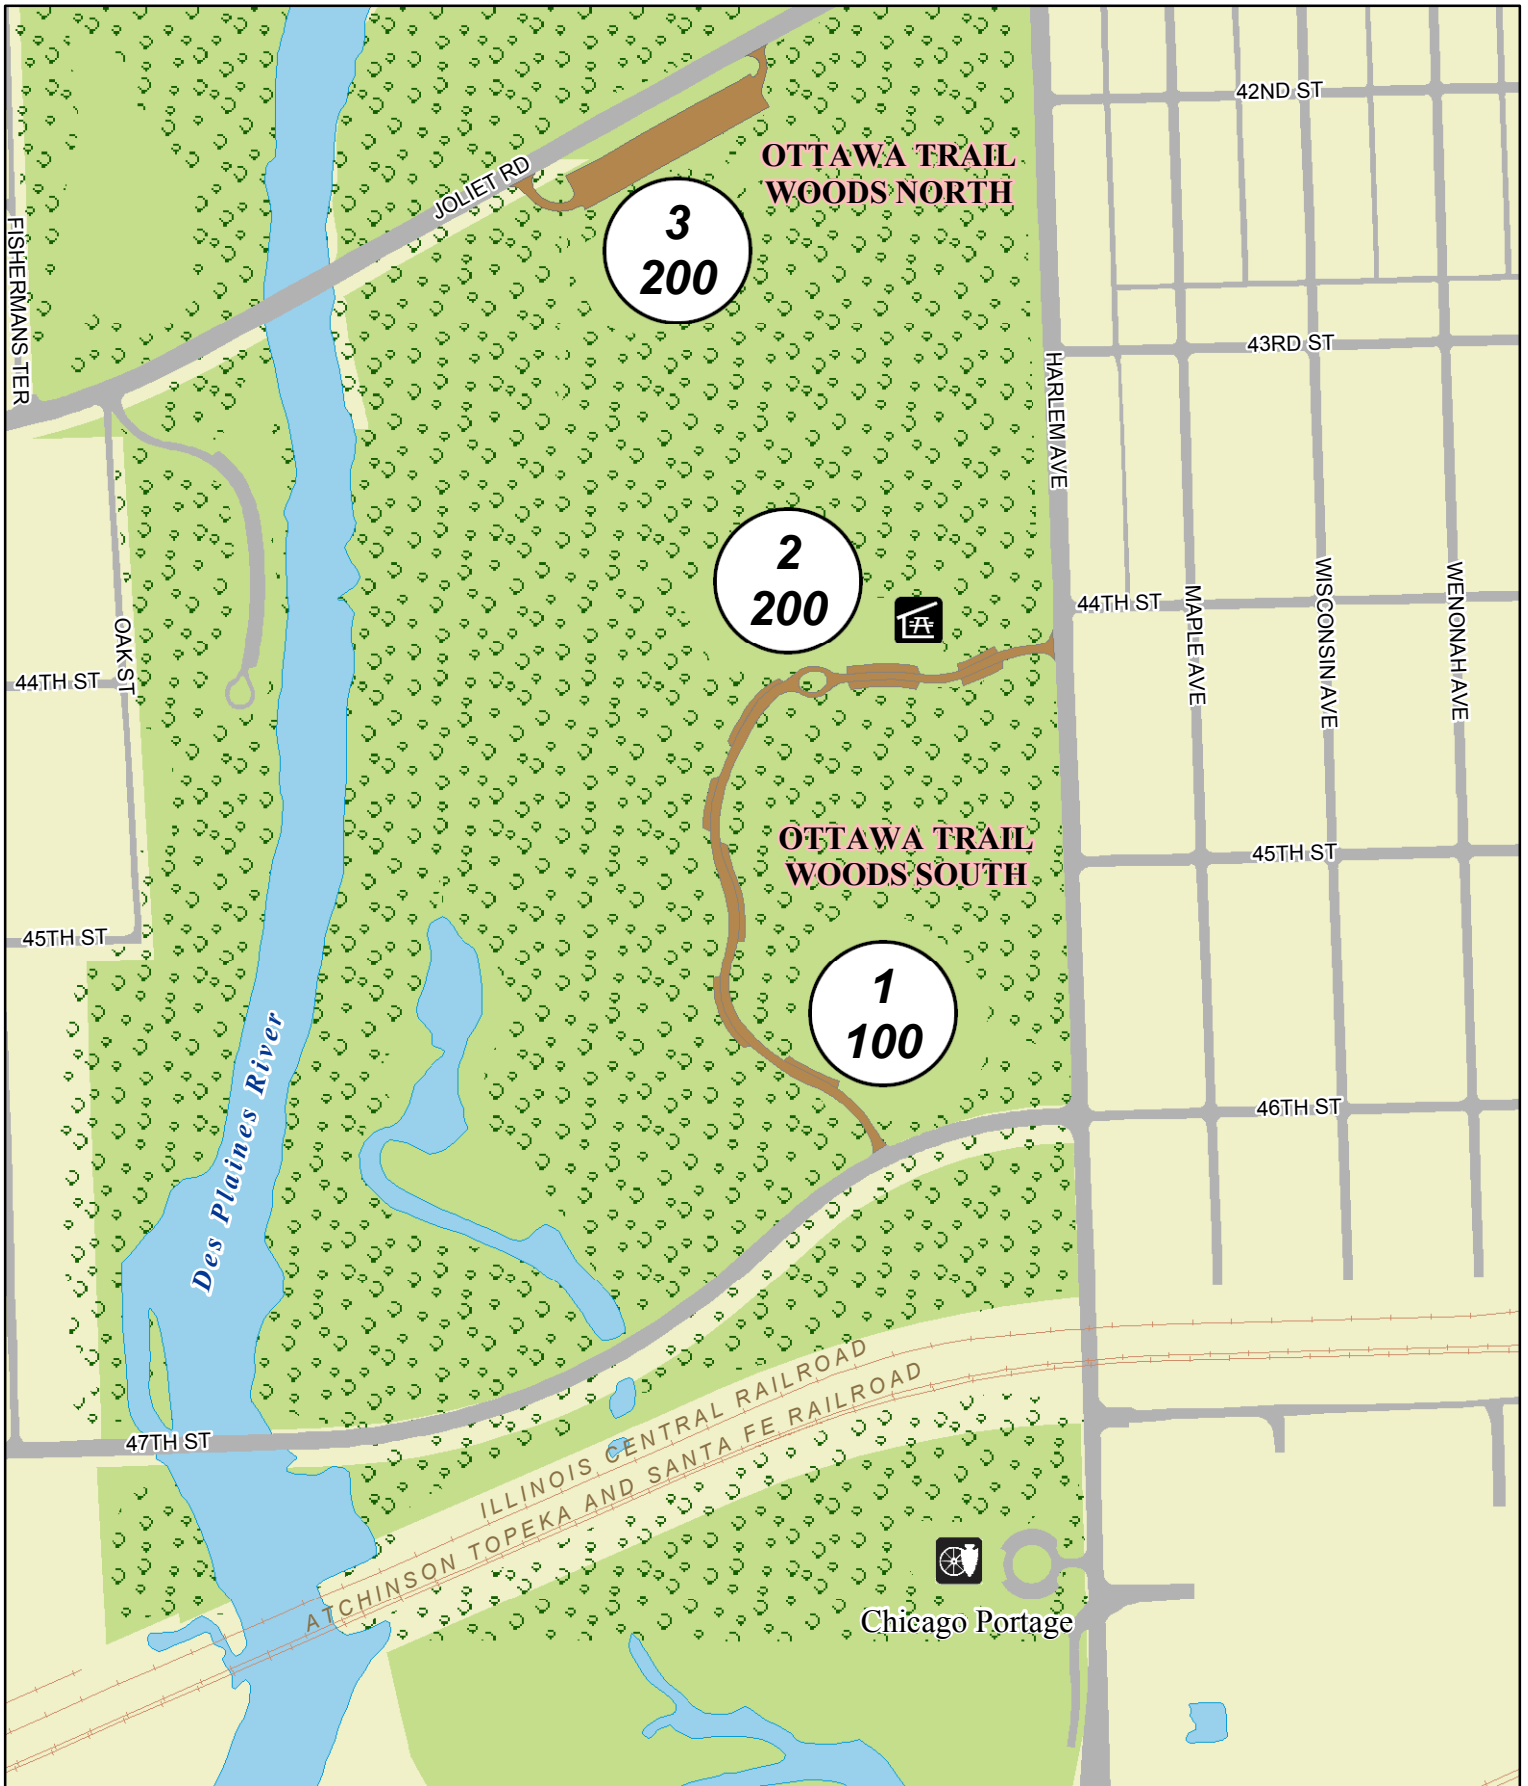 42ND ST
OTTAWA TRAIL
WOODS NORTH
JOLIET RD
3
200
FISHERMANS TER
43RD ST
HARLEM AVE
2
200
44TH ST
MAPLE AVE
WISCONSIN AVE
WENONAH AVE
OAK ST
44TH ST
OTTAWA TRAIL
WOODS SOUTH
45TH ST
45TH ST
1
100
Des Plaines River
46TH ST
47TH ST
ILLINOIS CENTRAL RAILROAD
ATCHINSON TOPEKA AND SANTA FE RAILROAD
Chicago Portage